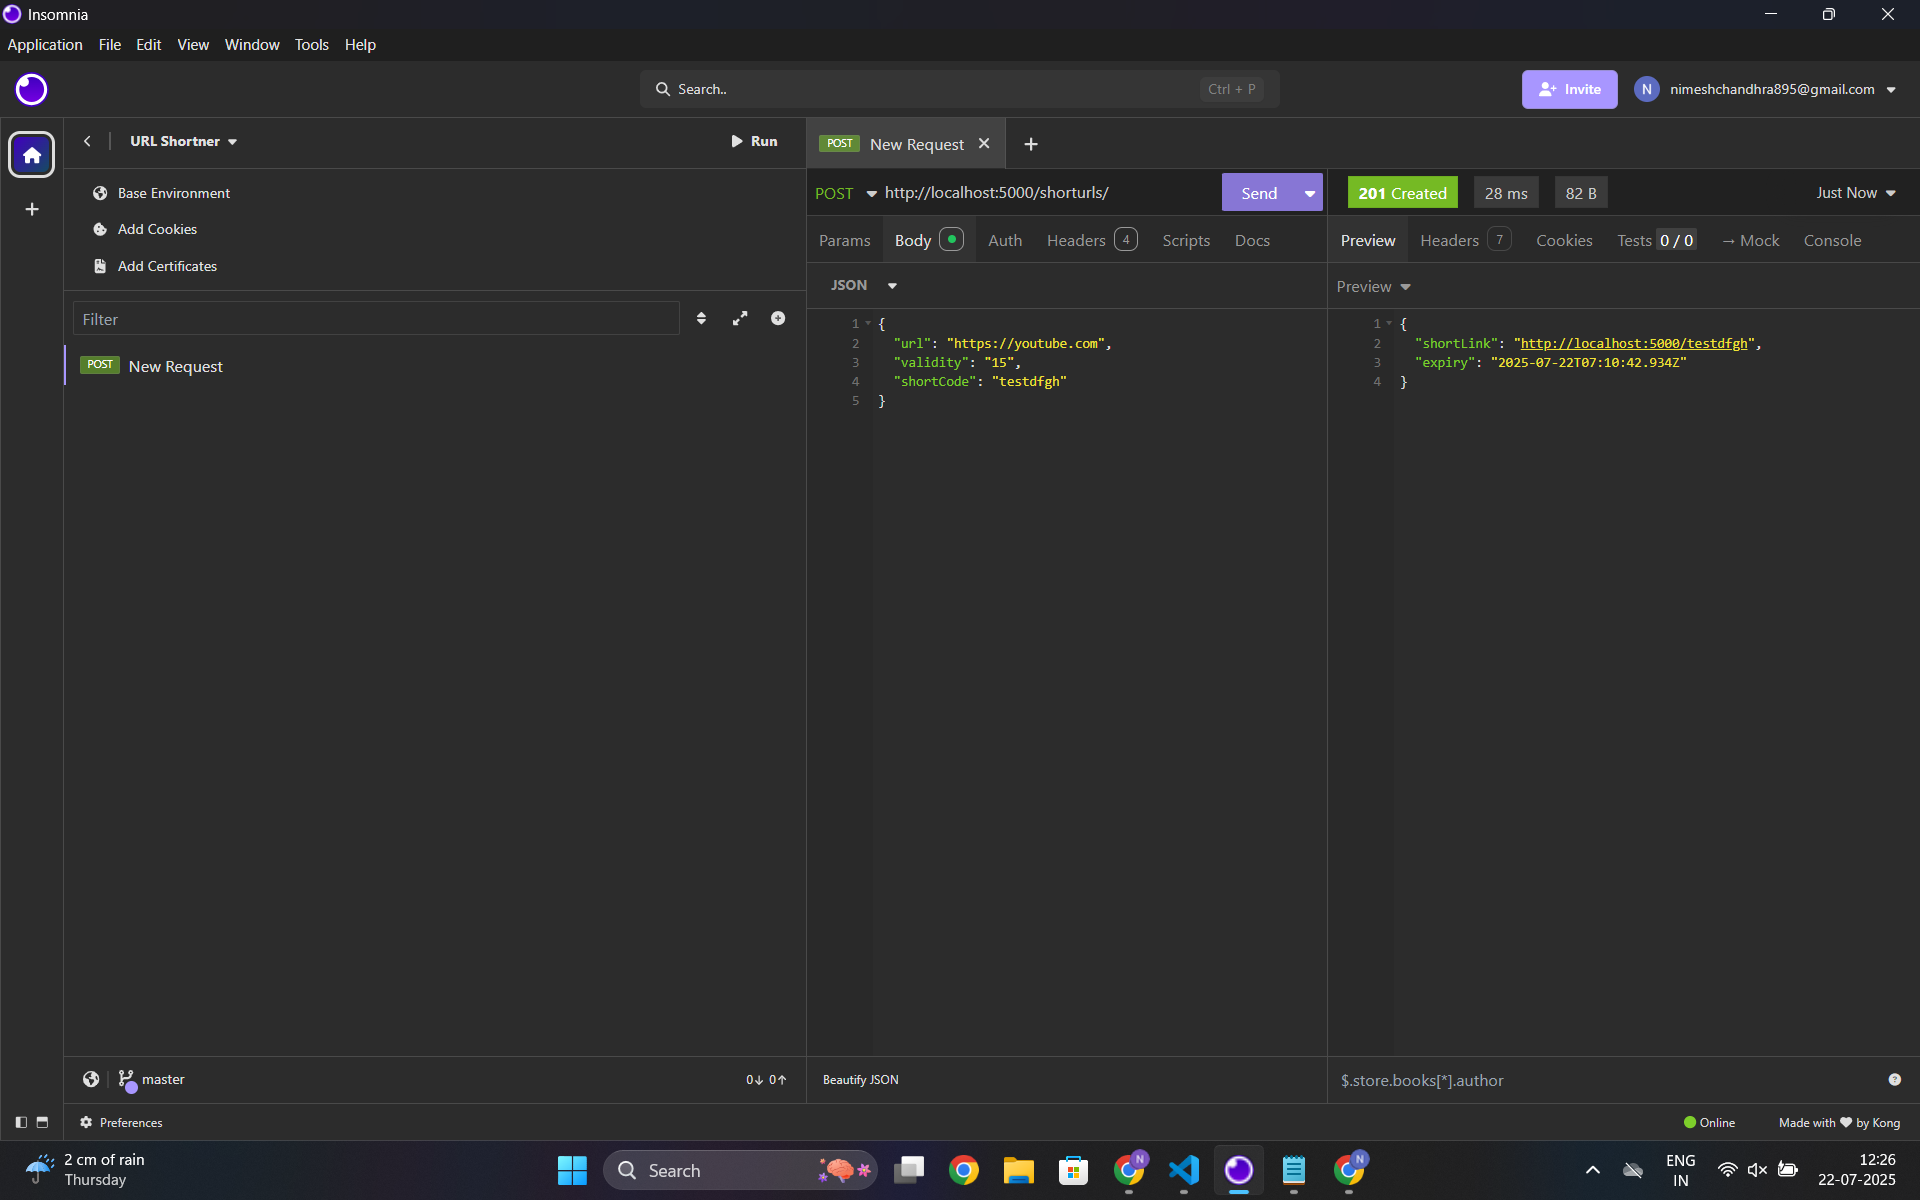 Insomnia
Application File Edit View Window Tools Help
Search.. Ctrl + P
Invite
N nimeshchandhra895@gmail.com
URL Shortner
Run
Base Environment
Add Cookies
Add Certificates
Filter
POST New Request
POST New Request
POST http://localhost:5000/shorturls/ Send
Params Body Auth Headers 4 Scripts Docs
JSON
1 {
2 "url": "https://youtube.com",
3 "validity": "15",
4 "shortCode": "testdfgh"
5 }
201 Created 28 ms 82 B Just Now
Preview Headers 7 Cookies Tests 0 / 0 → Mock Console
Preview
1 {
2 "shortLink": "http://localhost:5000/testdfgh",
3 "expiry": "2025-07-22T07:10:42.934Z"
4 }
master 0↓ 0↑
Beautify JSON
$.store.books[*].author
Preferences
Online
Made with ❤ by Kong
2 cm of rain
Thursday
Search
N
N
ENG
IN
12:26
22-07-2025